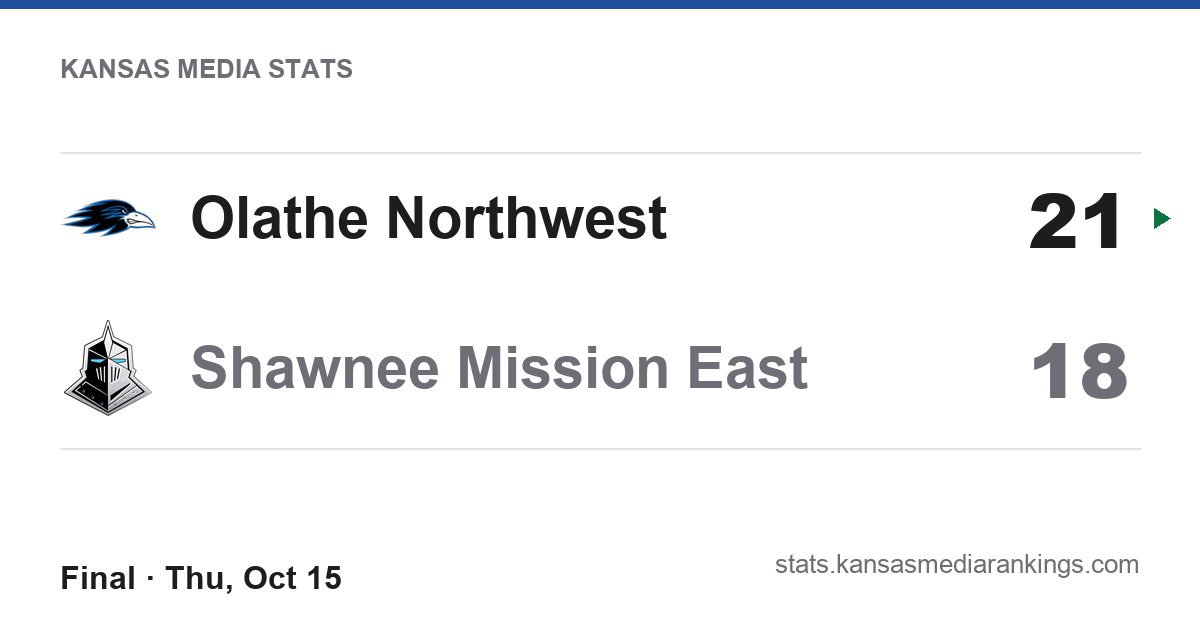 KANSAS MEDIA STATS
Olathe Northwest 21
Shawnee Mission East 18
Final · Thu, Oct 15
stats.kansasmediarankings.com